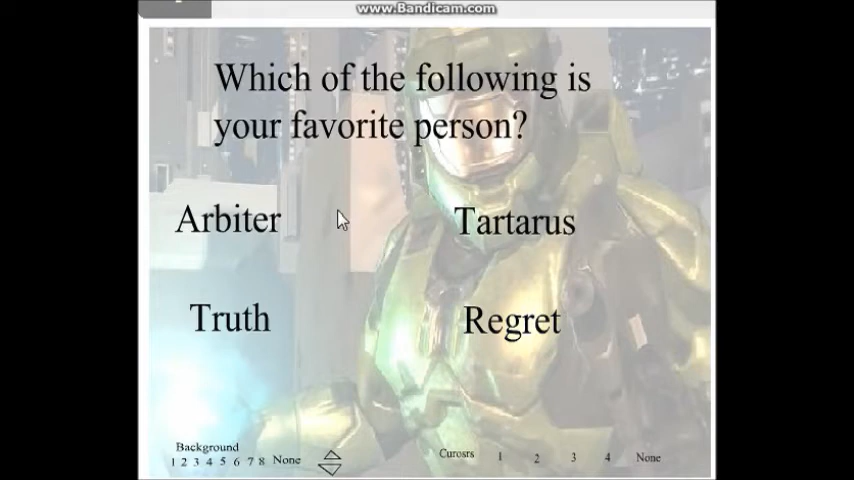 www.Bandicam.com
Which of the following is
your favorite person?
Arbiter
Tartarus
Truth
Regret
Background
1 2 3 4 5 6 7 8 None
Curosrs 1 2 3 4 None